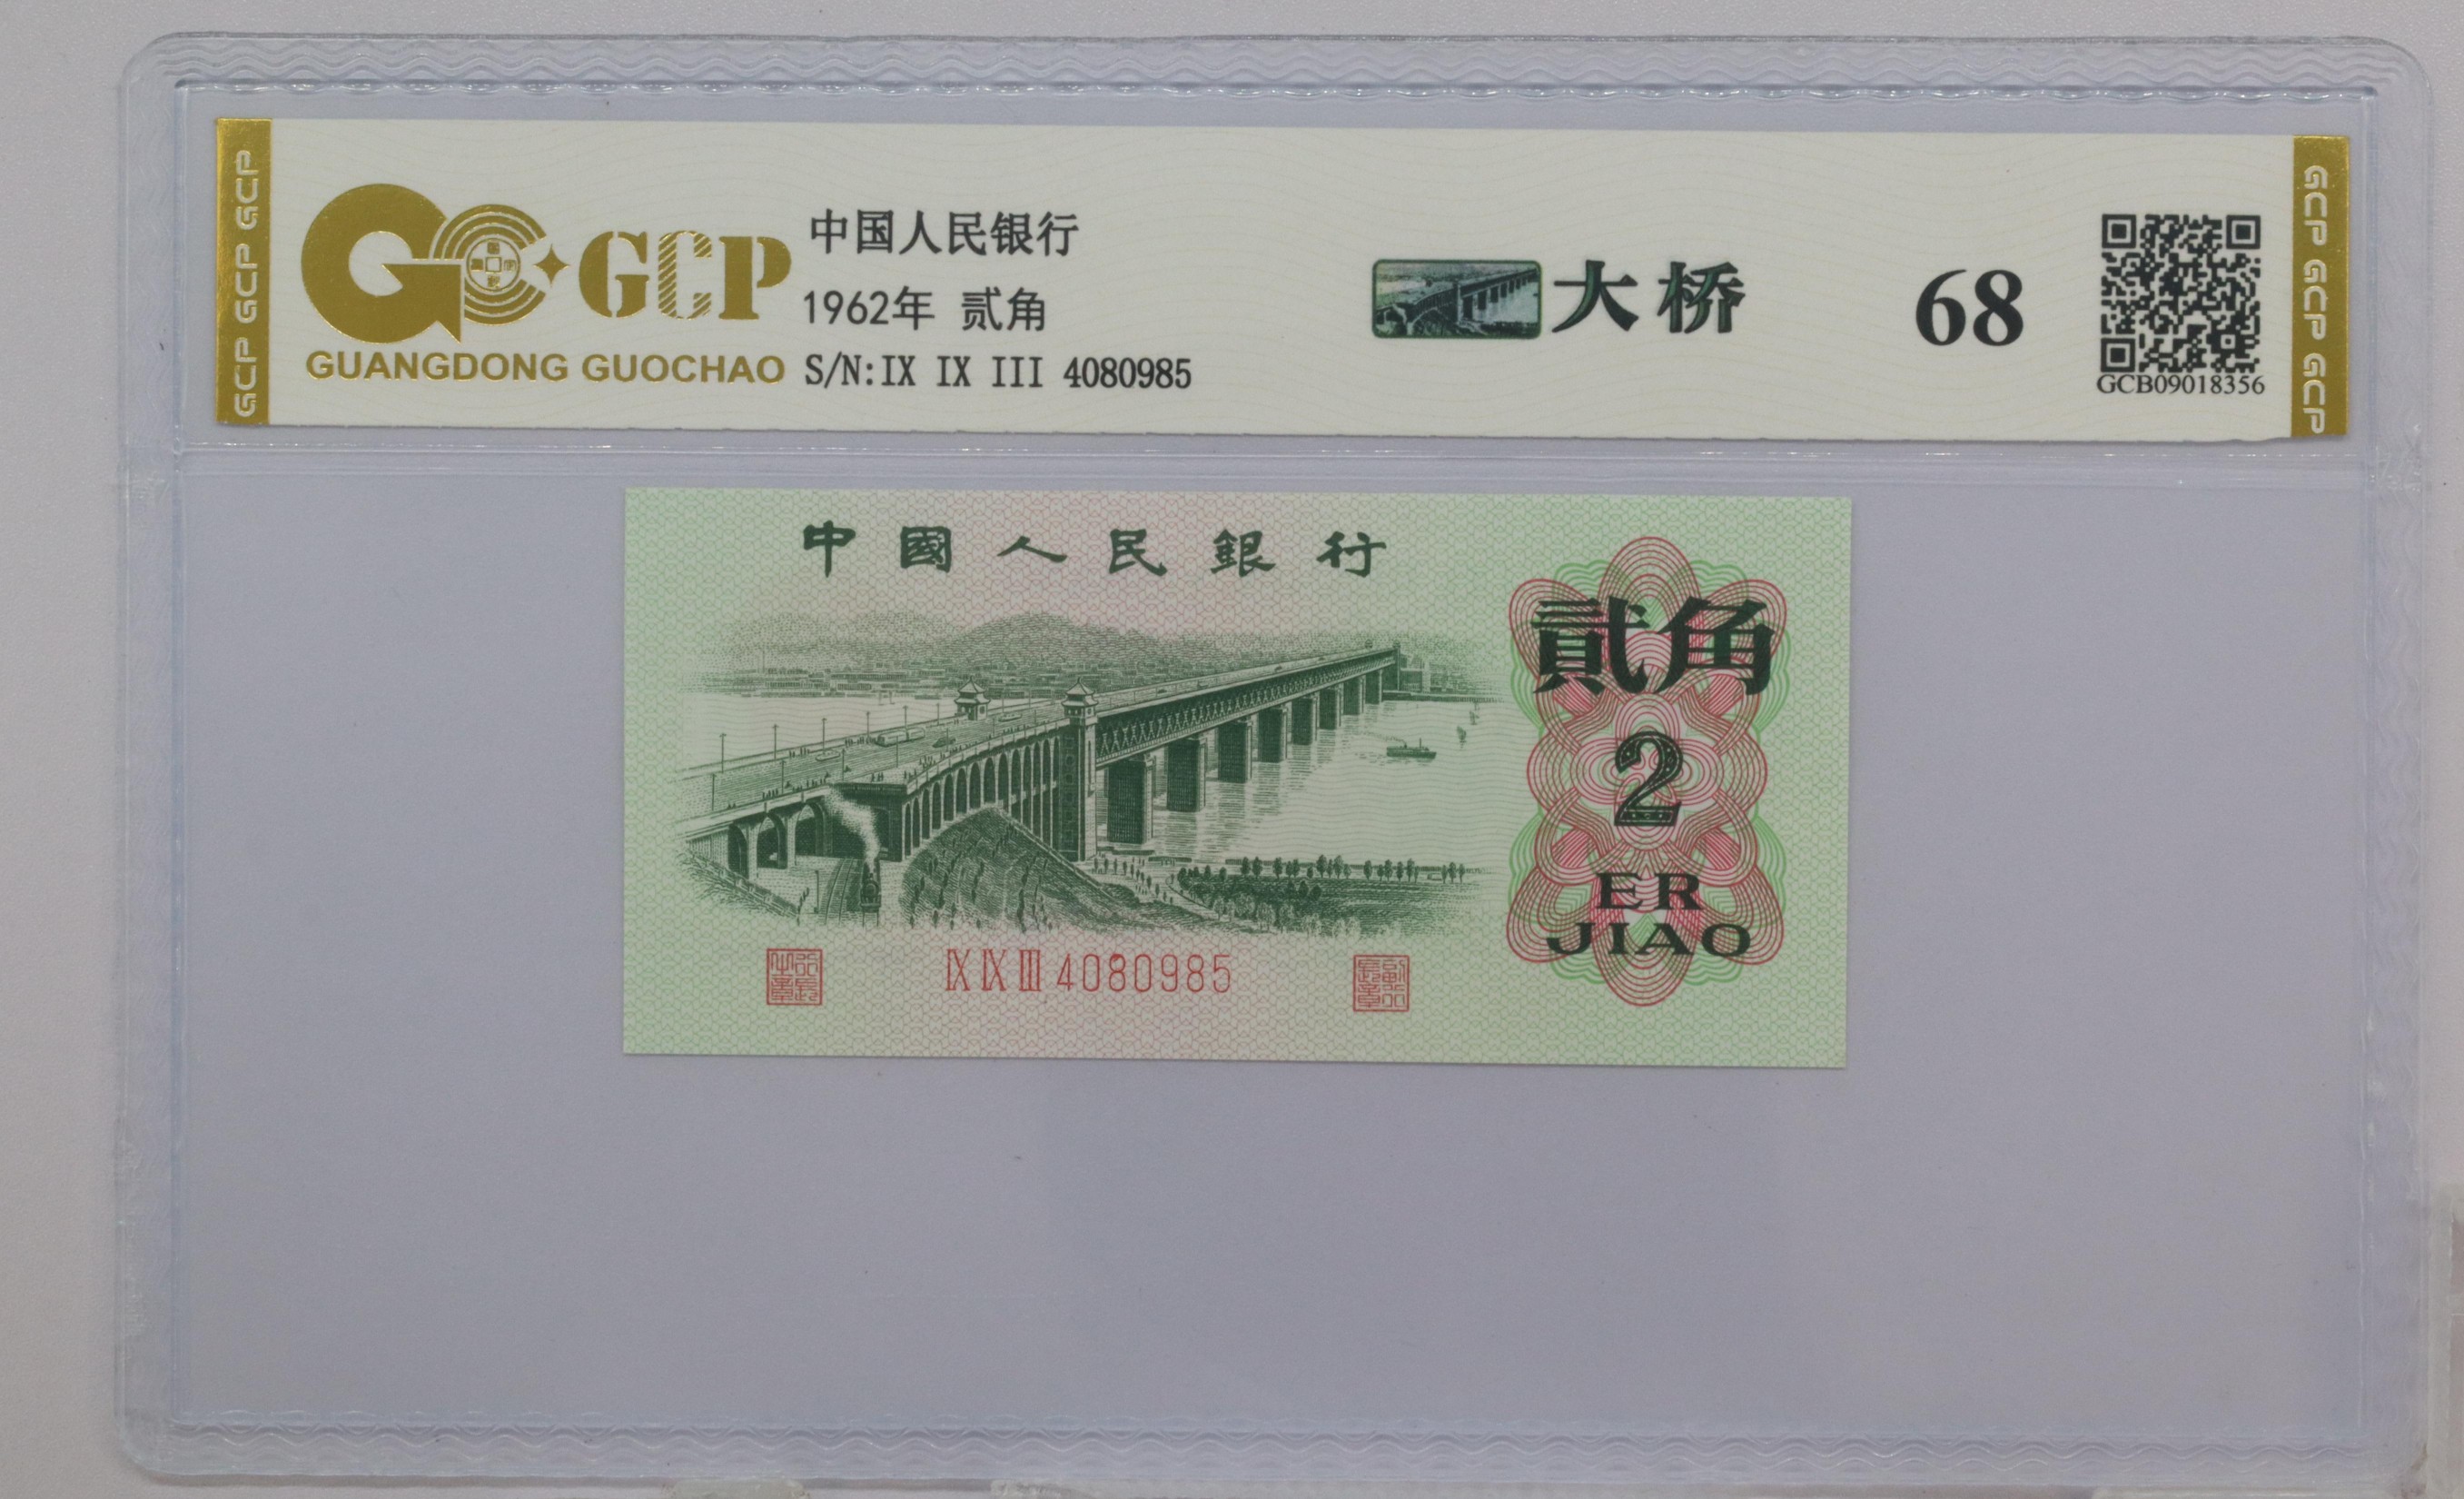 GCP GCP GCP
GCP
GUANGDONG GUOCHAO
中国人民银行
1962年 贰角
S/N:IX IX III 4080985
大桥
68
GCB09018356
GCP GCP GCP
中國人民銀行
貳角
2
ER
JIAO
IX IX III 4080985